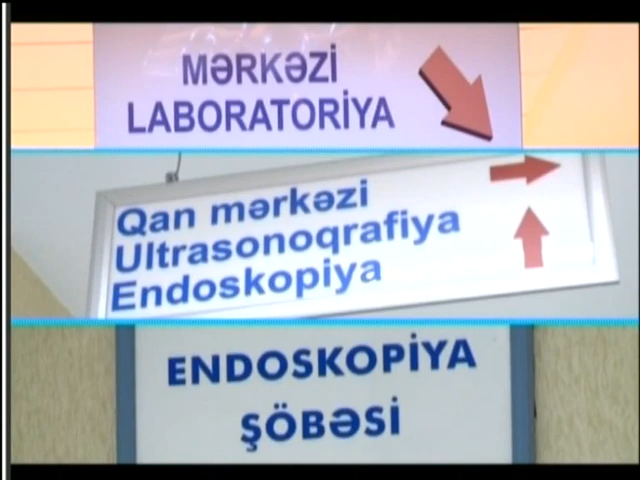 MƏRKƏZİ
LABORATORİYA
Qan mərkəzi
Ultrasonoqrafiya
Endoskopiya
ENDOSKOPİYA
ŞÖBƏSİ